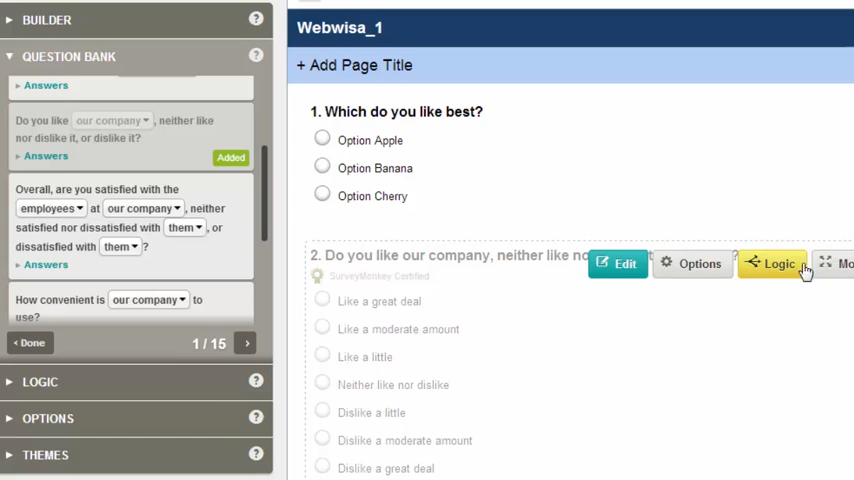 BUILDER
?
QUESTION BANK
?
Answers
Do you like our company, neither like
nor dislike it, or dislike it?
Answers
Added
Overall, are you satisfied with the
employees at our company, neither
satisfied nor dissatisfied with them, or
dissatisfied with them?
Answers
How convenient is our company to
use?
Done
1 / 15
LOGIC
?
OPTIONS
?
THEMES
?
Webwisa_1
+ Add Page Title
1. Which do you like best?
Option Apple
Option Banana
Option Cherry
2. Do you like our company, neither like no
?
Edit
Options
Logic
Mo
SurveyMonkey Certified
Like a great deal
Like a moderate amount
Like a little
Neither like nor dislike
Dislike a little
Dislike a moderate amount
Dislike a great deal